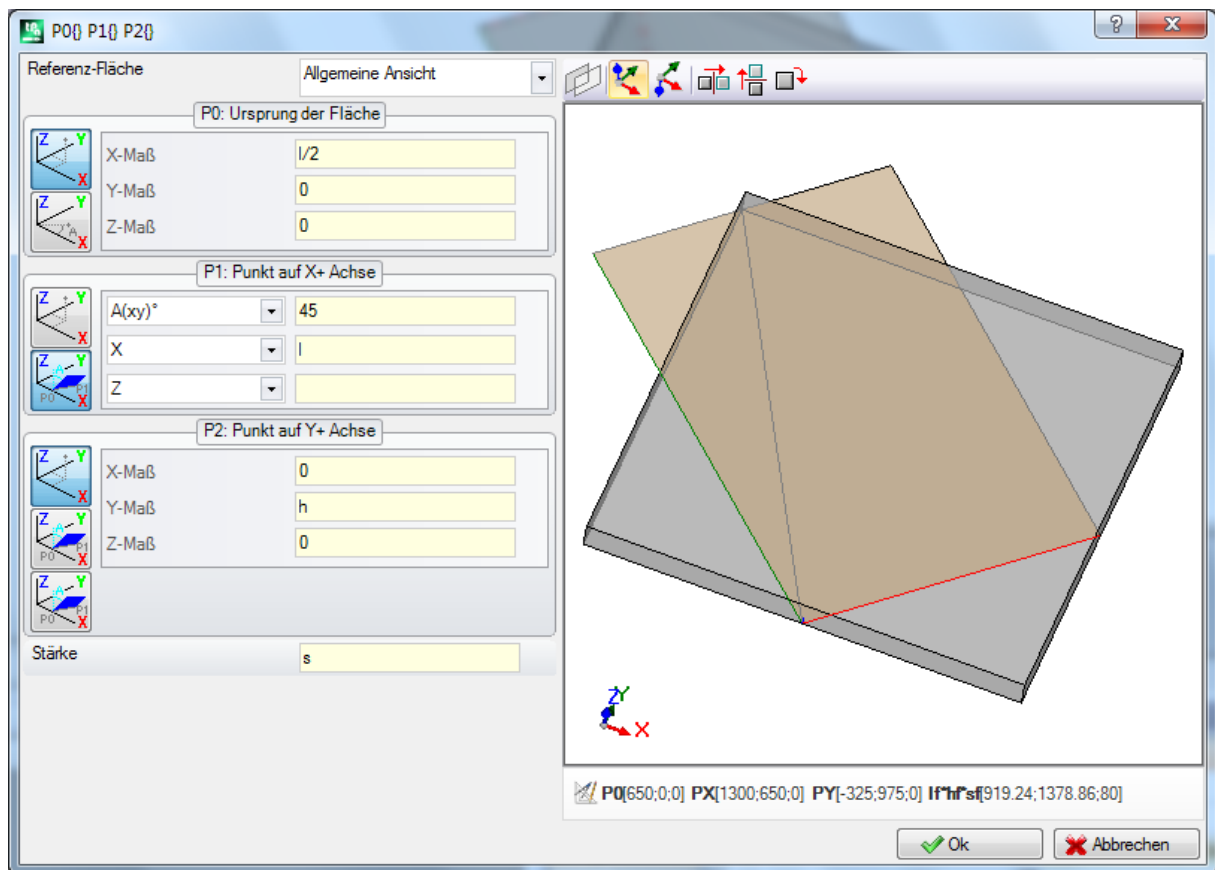 P0{} P1{} P2{}
Referenz-Fläche Allgemeine Ansicht
P0: Ursprung der Fläche
X-Maß l/2
Y-Maß 0
Z-Maß 0
P1: Punkt auf X+ Achse
A(xy)° 45
X l
Z
P2: Punkt auf Y+ Achse
X-Maß 0
Y-Maß h
Z-Maß 0
Stärke s
Z Y
X
P0[650;0;0] PX[1300;650;0] PY[-325;975;0] lf*hf*sf[919.24;1378.86;80]
Ok Abbrechen